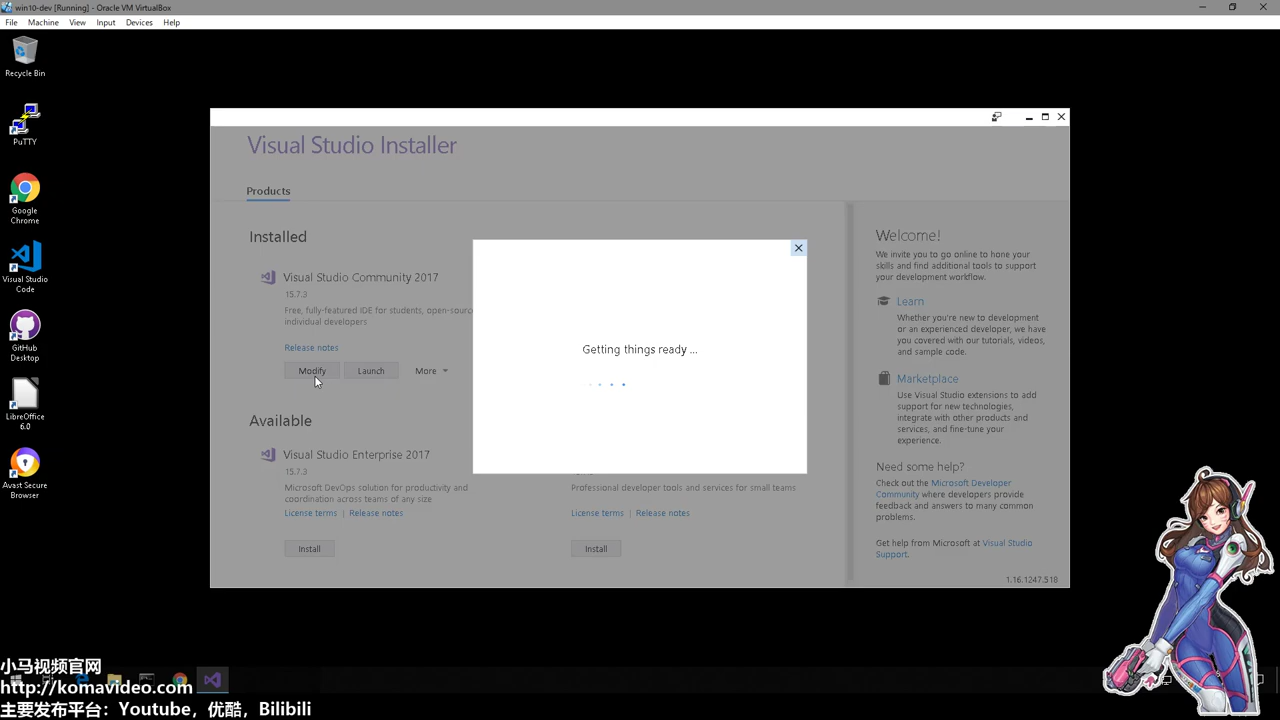 win10-dev [Running] - Oracle VM VirtualBox
File Machine View Input Devices Help
Recycle Bin
PuTTY
Google
Chrome
Visual Studio
Code
GitHub
Desktop
LibreOffice
6.0
Avast Secure
Browser
Visual Studio Installer
Products
Installed
Visual Studio Community 2017
15.7.3
Free, fully-featured IDE for students, open-source
individual developers
Release notes
Modify Launch More
Available
Visual Studio Enterprise 2017
15.7.3
Microsoft DevOps solution for productivity and
coordination across teams of any size
License terms | Release notes
Install
Professional developer tools and services for small teams
License terms | Release notes
Install
Getting things ready ...
Welcome!
We invite you to go online to hone your
skills and find additional tools to support
your development workflow.
Learn
Whether you're new to development
or an experienced developer, we have
you covered with our tutorials, videos,
and sample code.
Marketplace
Use Visual Studio extensions to add
support for new technologies,
integrate with other products and
services, and fine-tune your
experience.
Need some help?
Check out the Microsoft Developer
Community where developers provide
feedback and answers to many common
problems.
Get help from Microsoft at Visual Studio
Support.
1.16.1247.518
小马视频官网
http://komavideo.com
主要发布平台：Youtube，优酷，Bilibili